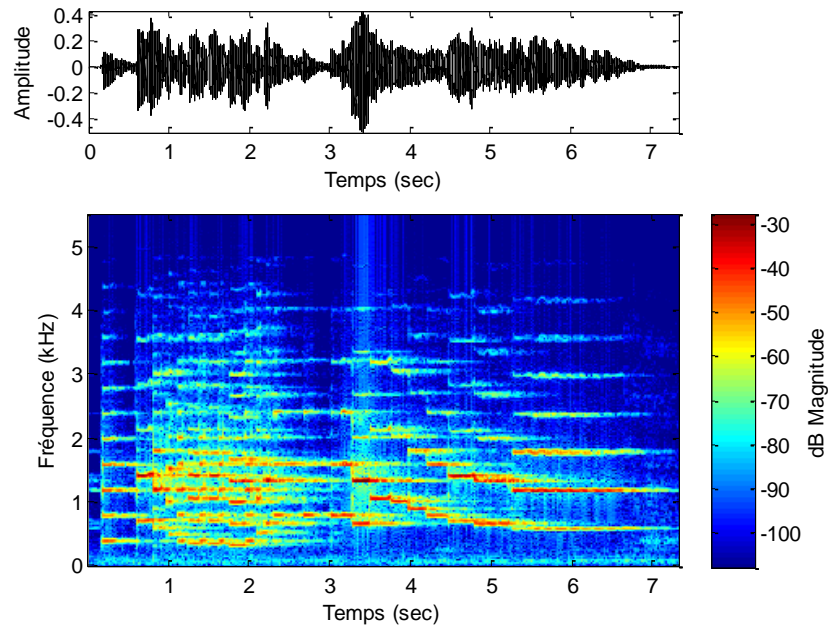 0.4
0.2
0
-0.2
-0.4
Amplitude
0 1 2 3 4 5 6 7
Temps (sec)
5
4
3
2
1
0
Fréquence (kHz)
1 2 3 4 5 6 7
Temps (sec)
-30
-40
-50
-60
-70
-80
-90
-100
dB Magnitude